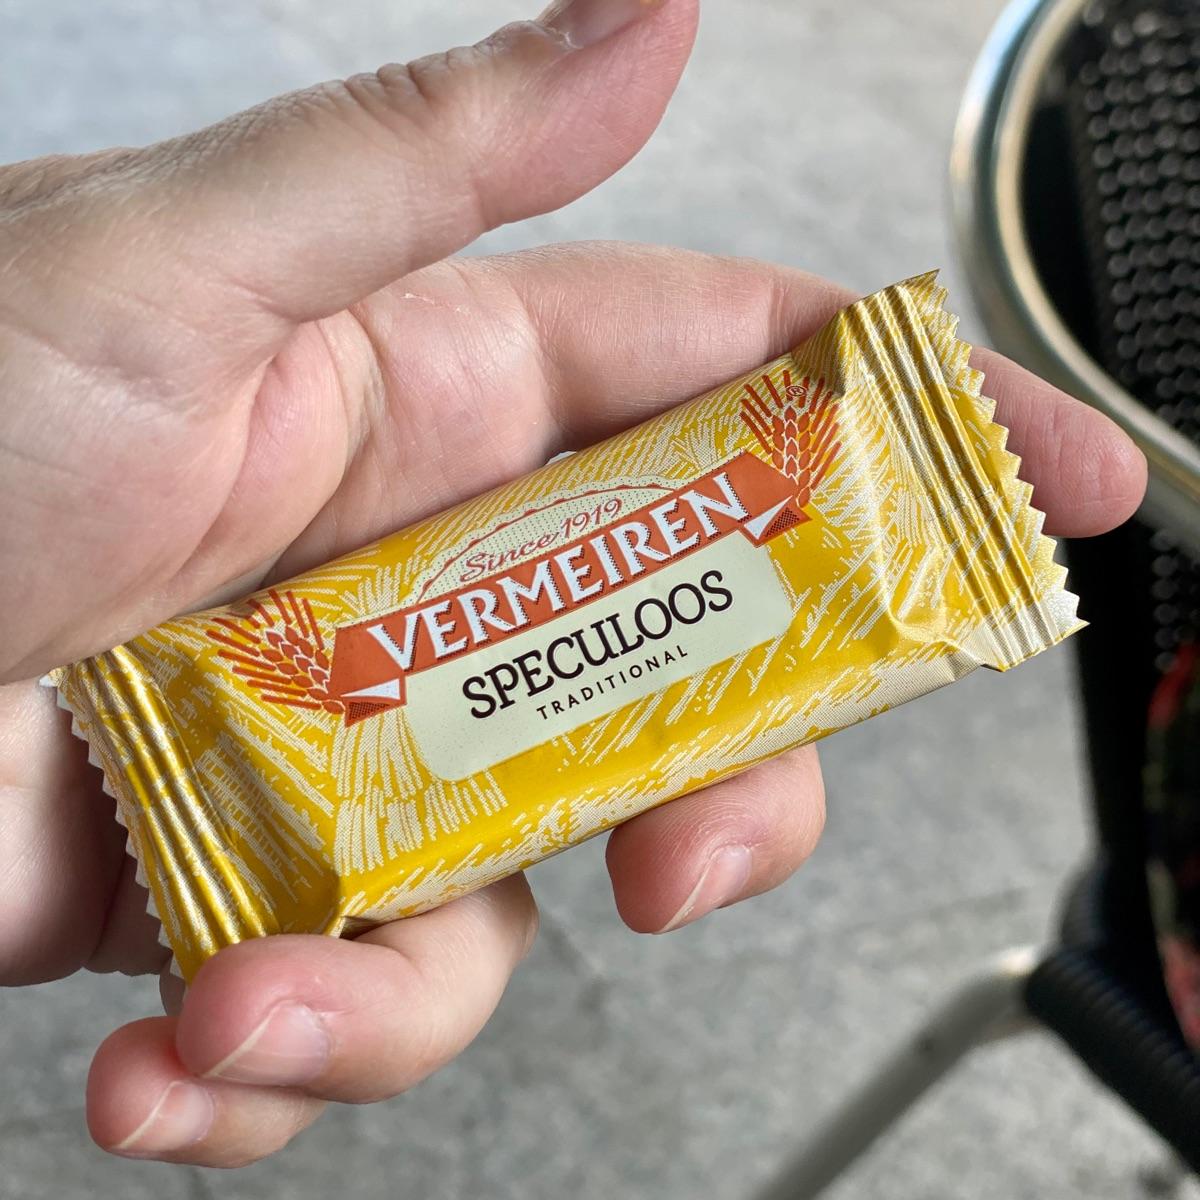 Since 1919
VERMEIREN
SPECULOOS
TRADITIONAL
®